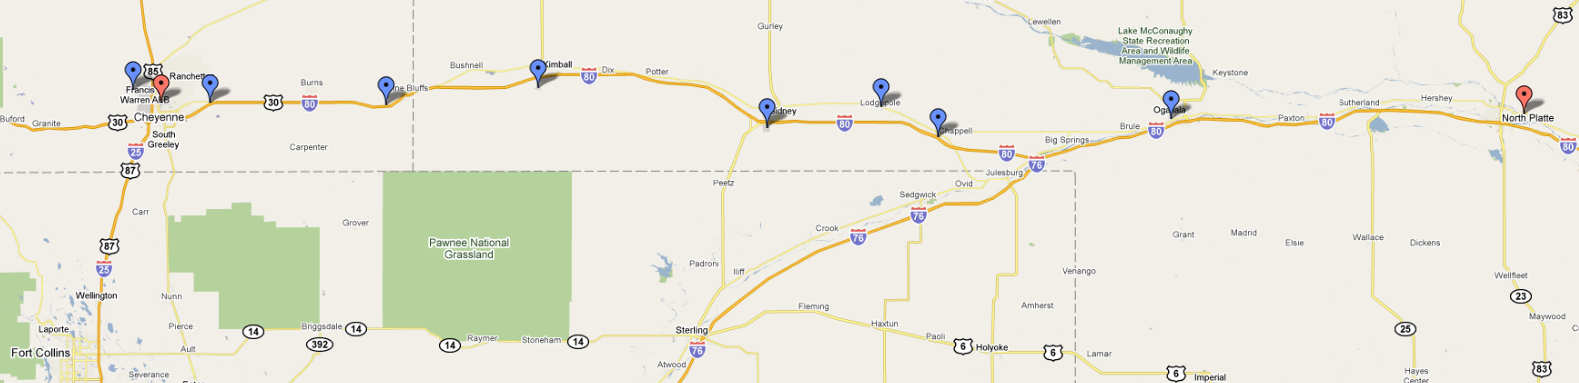 83
Gurley
Lewellen
Lake McConaughy
State Recreation
Area and Wildlife
Management Area
Keystone
Kimball
Bushnell
80
Dix
Potter
85
Ranchett
Burns
Francis
Warren AFB
30
80
Buford
Granite
30
Cheyenne
South
Greeley
25
87
Carpenter
80
Chappell
Big Springs
Brule
80
Paxton
80
Sutherland
Hershey
North Platte
80
80
76
Julesburg
Ovid
Sedgwick
76
Peetz
Carr
Grover
Pawnee National
Grassland
87
25
Crook
76
Padroni
Iliff
Venango
Grant
Madrid
Elsie
Wallace
Dickens
Wellfleet
23
Maywood
Wellington
Nunn
Pierce
Ault
Laporte
Fort Collins
Severance
14
Briggsdale
14
392
14
Raymer
Stoneham
14
Sterling
76
Atwood
Fleming
Haxtun
Paoli
6
Holyoke
Amherst
6
Lamar
6
Imperial
25
Hayes
Center
83